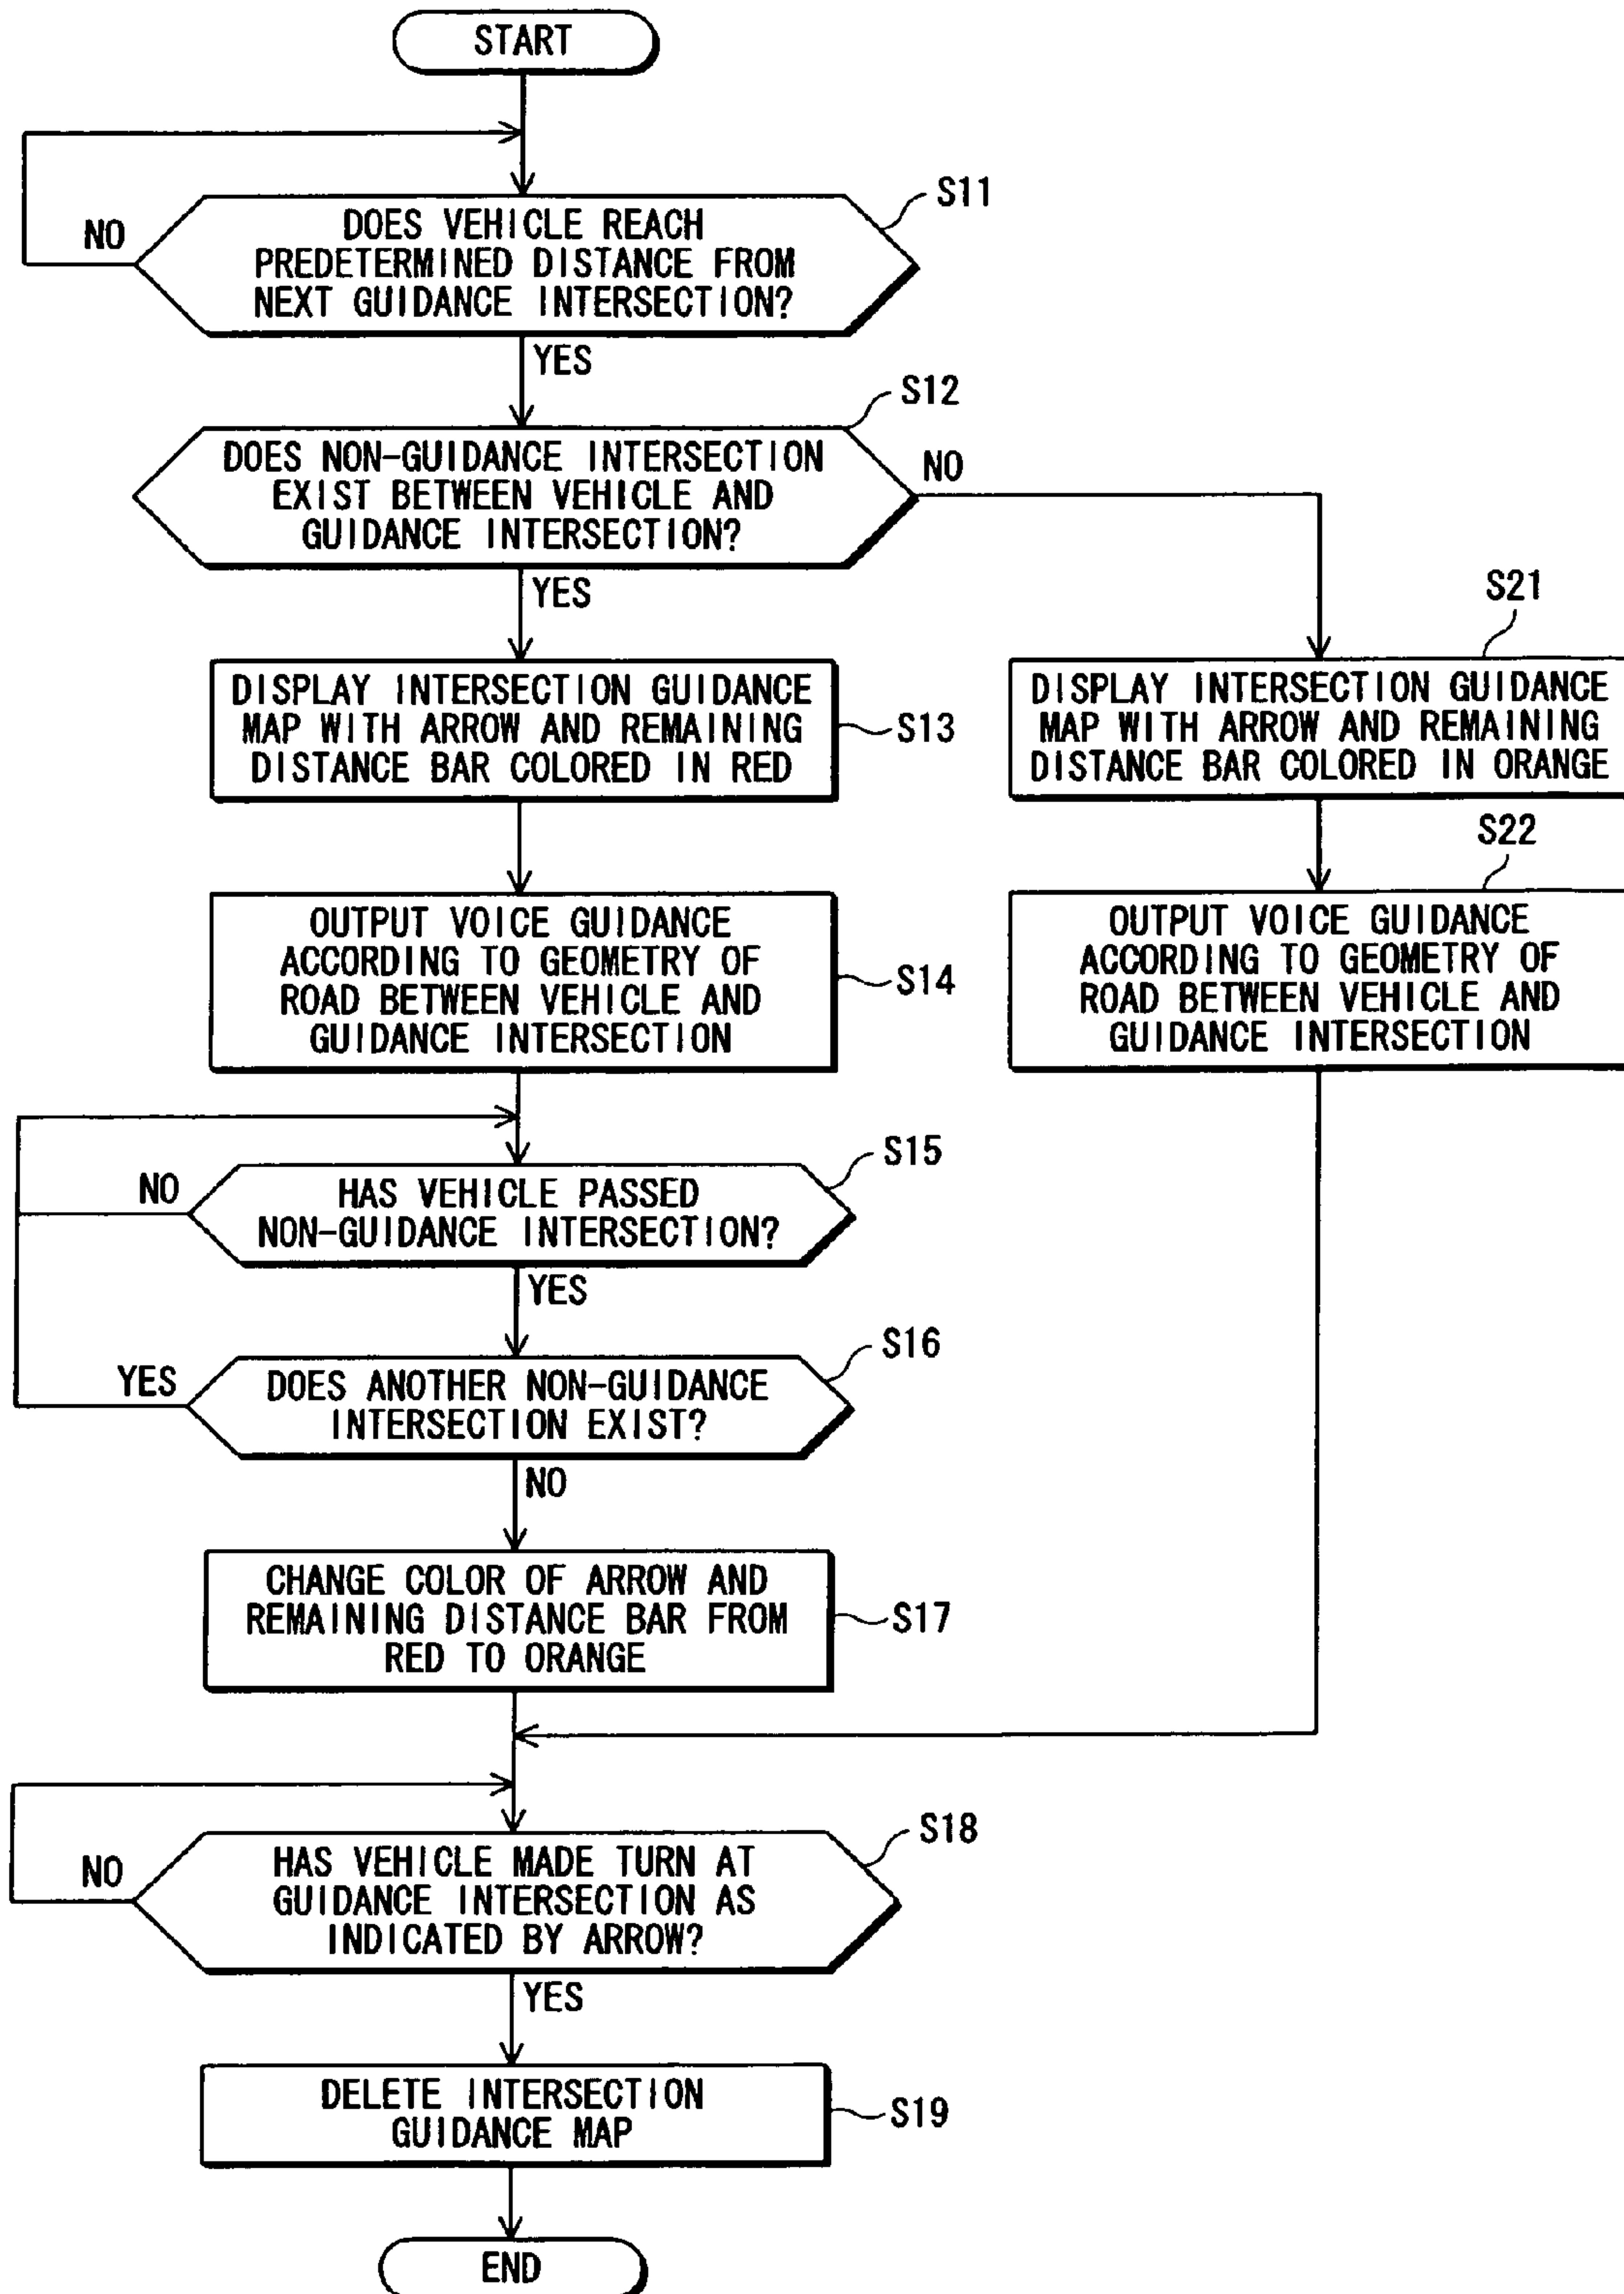 START
S11
NO
DOES VEHICLE REACH
PREDETERMINED DISTANCE FROM
NEXT GUIDANCE INTERSECTION?
YES
S12
DOES NON-GUIDANCE INTERSECTION
EXIST BETWEEN VEHICLE AND
GUIDANCE INTERSECTION?
NO
YES
S13
DISPLAY INTERSECTION GUIDANCE
MAP WITH ARROW AND REMAINING
DISTANCE BAR COLORED IN RED
S21
DISPLAY INTERSECTION GUIDANCE
MAP WITH ARROW AND REMAINING
DISTANCE BAR COLORED IN ORANGE
S14
OUTPUT VOICE GUIDANCE
ACCORDING TO GEOMETRY OF
ROAD BETWEEN VEHICLE AND
GUIDANCE INTERSECTION
S22
OUTPUT VOICE GUIDANCE
ACCORDING TO GEOMETRY OF
ROAD BETWEEN VEHICLE AND
GUIDANCE INTERSECTION
S15
NO
HAS VEHICLE PASSED
NON-GUIDANCE INTERSECTION?
YES
S16
YES
DOES ANOTHER NON-GUIDANCE
INTERSECTION EXIST?
NO
CHANGE COLOR OF ARROW AND
REMAINING DISTANCE BAR FROM
RED TO ORANGE
S17
S18
NO
HAS VEHICLE MADE TURN AT
GUIDANCE INTERSECTION AS
INDICATED BY ARROW?
YES
DELETE INTERSECTION
GUIDANCE MAP
S19
END